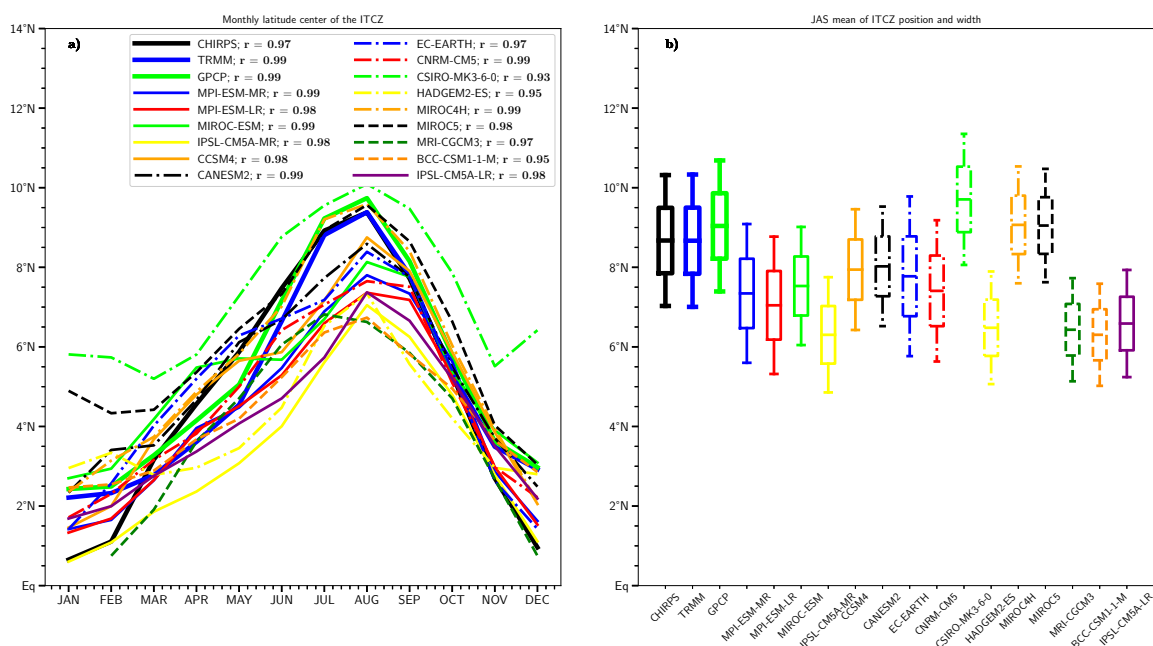 Monthly latitude center of the ITCZ
14°N
12°N
10°N
8°N
6°N
4°N
2°N
Eq
a)
CHIRPS; r = 0.97
TRMM; r = 0.99
GPCP; r = 0.99
MPI-ESM-MR; r = 0.99
MPI-ESM-LR; r = 0.98
MIROC-ESM; r = 0.99
IPSL-CM5A-MR; r = 0.98
CCSM4; r = 0.98
CANESM2; r = 0.99
EC-EARTH; r = 0.97
CNRM-CM5; r = 0.99
CSIRO-MK3-6-0; r = 0.93
HADGEM2-ES; r = 0.95
MIROC4H; r = 0.99
MIROC5; r = 0.98
MRI-CGCM3; r = 0.97
BCC-CSM1-1-M; r = 0.95
IPSL-CM5A-LR; r = 0.98
JAN FEB MAR APR MAY JUN JUL AUG SEP OCT NOV DEC
JAS mean of ITCZ position and width
14°N
12°N
10°N
8°N
6°N
4°N
2°N
Eq
b)
CHIRPS
TRMM
GPCP
MPI-ESM-MR
MPI-ESM-LR
MIROC-ESM
IPSL-CM5A-MR
CCSM4
CANESM2
EC-EARTH
CNRM-CM5
CSIRO-MK3-6-0
HADGEM2-ES
MIROC4H
MIROC5
MRI-CGCM3
BCC-CSM1-1-M
IPSL-CM5A-LR